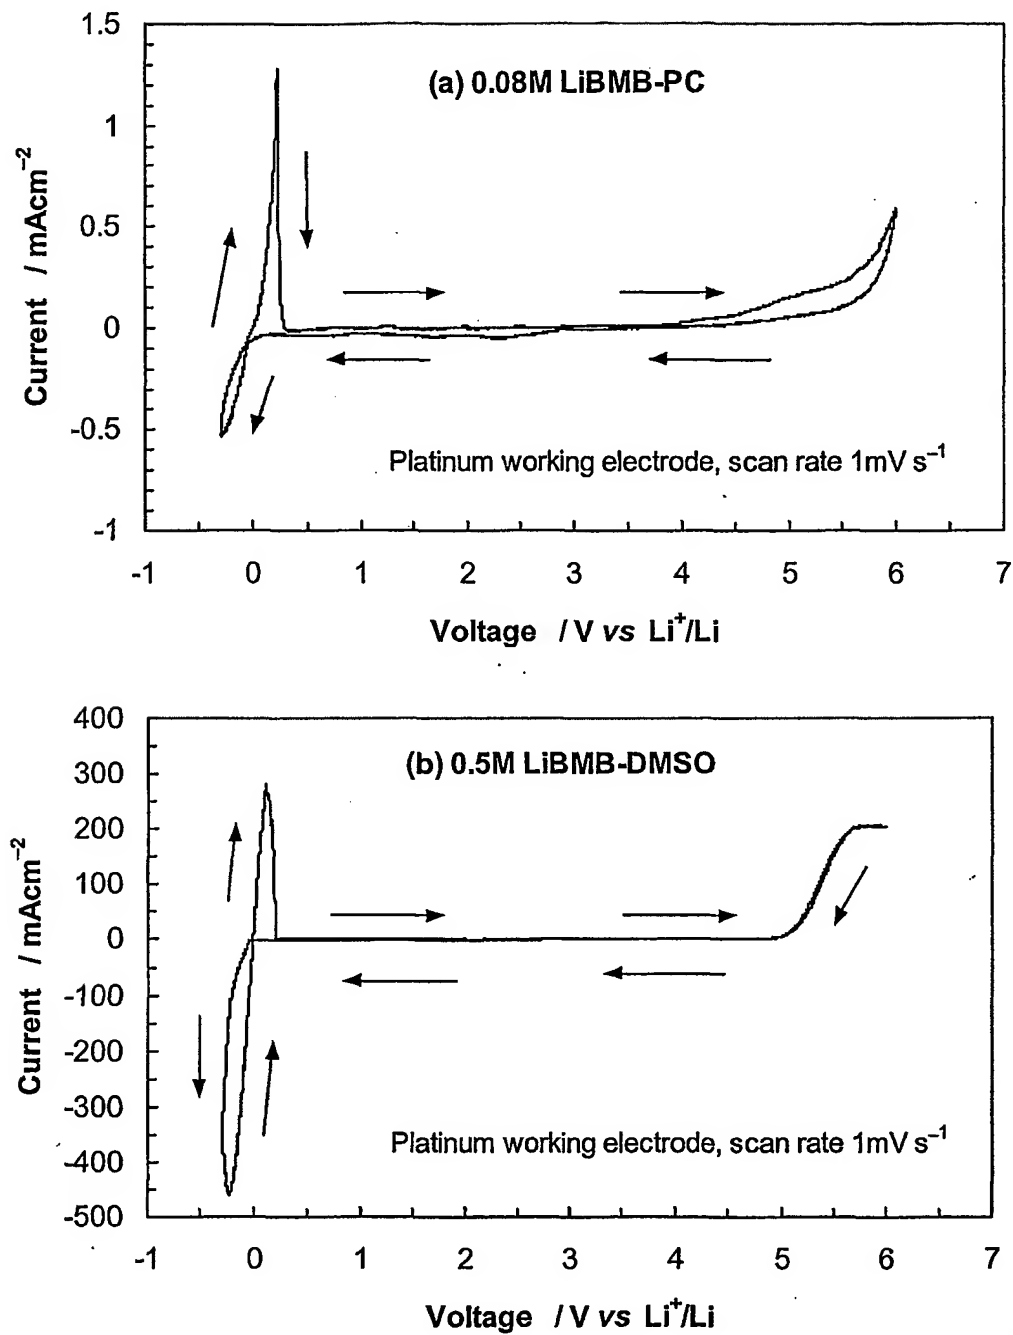 (a) 0.08M LiBMB-PC
1.5
1
0.5
0
-0.5
-1
Current / mAcm⁻²
Platinum working electrode, scan rate 1mV s⁻¹
-1 0 1 2 3 4 5 6 7
Voltage / V vs Li⁺/Li
(b) 0.5M LiBMB-DMSO
400
300
200
100
0
-100
-200
-300
-400
-500
Current / mAcm⁻²
Platinum working electrode, scan rate 1mV s⁻¹
-1 0 1 2 3 4 5 6 7
Voltage / V vs Li⁺/Li